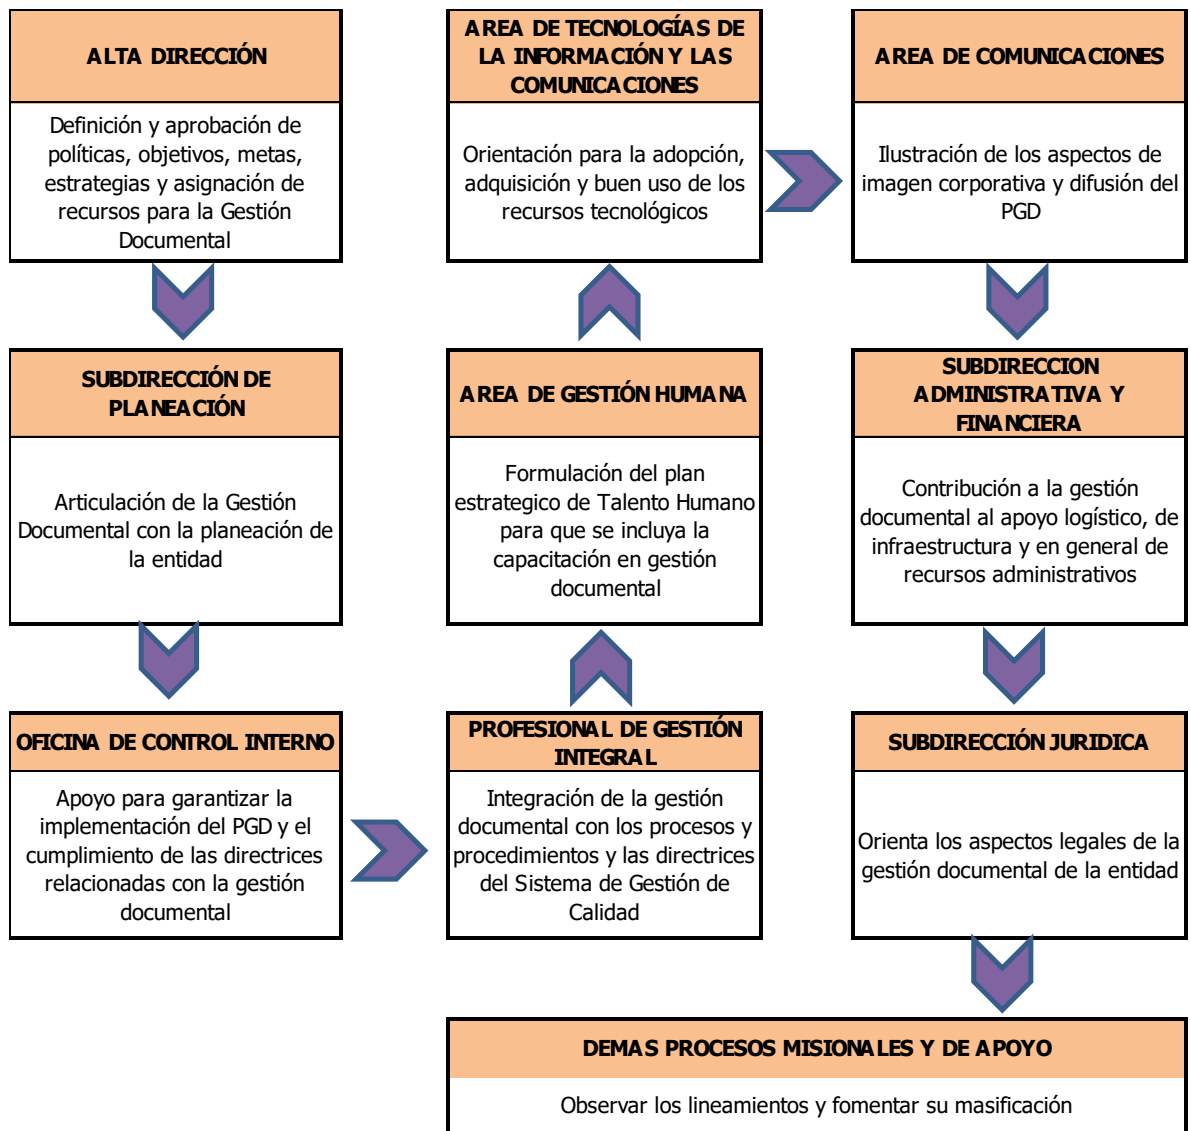 ALTA DIRECCIÓN
Definición y aprobación de
políticas, objetivos, metas,
estrategias y asignación de
recursos para la Gestión
Documental
SUBDIRECCIÓN DE
PLANEACIÓN
Articulación de la Gestión
Documental con la planeación de
la entidad
OFICINA DE CONTROL INTERNO
Apoyo para garantizar la
implementación del PGD y el
cumplimiento de las directrices
relacionadas con la gestión
documental
PROFESIONAL DE GESTIÓN
INTEGRAL
Integración de la gestión
documental con los procesos y
procedimientos y las directrices
del Sistema de Gestión de
Calidad
AREA DE GESTIÓN HUMANA
Formulación del plan
estrategico de Talento Humano
para que se incluya la
capacitación en gestión
documental
AREA DE TECNOLOGÍAS DE
LA INFORMACIÓN Y LAS
COMUNICACIONES
Orientación para la adopción,
adquisición y buen uso de los
recursos tecnológicos
AREA DE COMUNICACIONES
Ilustración de los aspectos de
imagen corporativa y difusión del
PGD
SUBDIRECCION
ADMINISTRATIVA Y
FINANCIERA
Contribución a la gestión
documental al apoyo logístico, de
infraestructura y en general de
recursos administrativos
SUBDIRECCIÓN JURIDICA
Orienta los aspectos legales de la
gestión documental de la entidad
DEMAS PROCESOS MISIONALES Y DE APOYO
Observar los lineamientos y fomentar su masificación